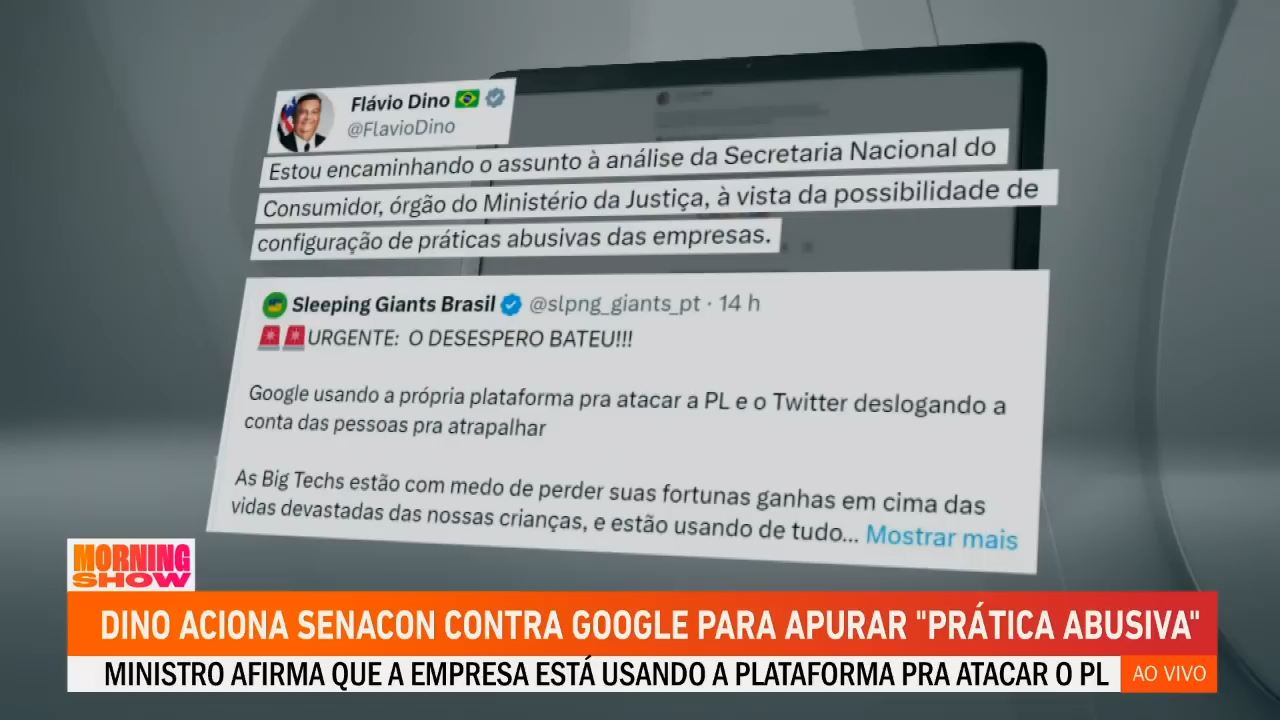 Flávio Dino
@FlavioDino
Estou encaminhando o assunto à análise da Secretaria Nacional do
Consumidor, órgão do Ministério da Justiça, à vista da possibilidade de
configuração de práticas abusivas das empresas.
Sleeping Giants Brasil @slpng_giants_pt · 14 h
URGENTE: O DESESPERO BATEU!!!
Google usando a própria plataforma pra atacar a PL e o Twitter deslogando a
conta das pessoas pra atrapalhar
As Big Techs estão com medo de perder suas fortunas ganhas em cima das
vidas devastadas das nossas crianças, e estão usando de tudo... Mostrar mais
MORNING
SHOW
DINO ACIONA SENACON CONTRA GOOGLE PARA APURAR "PRÁTICA ABUSIVA"
MINISTRO AFIRMA QUE A EMPRESA ESTÁ USANDO A PLATAFORMA PRA ATACAR O PL
AO VIVO